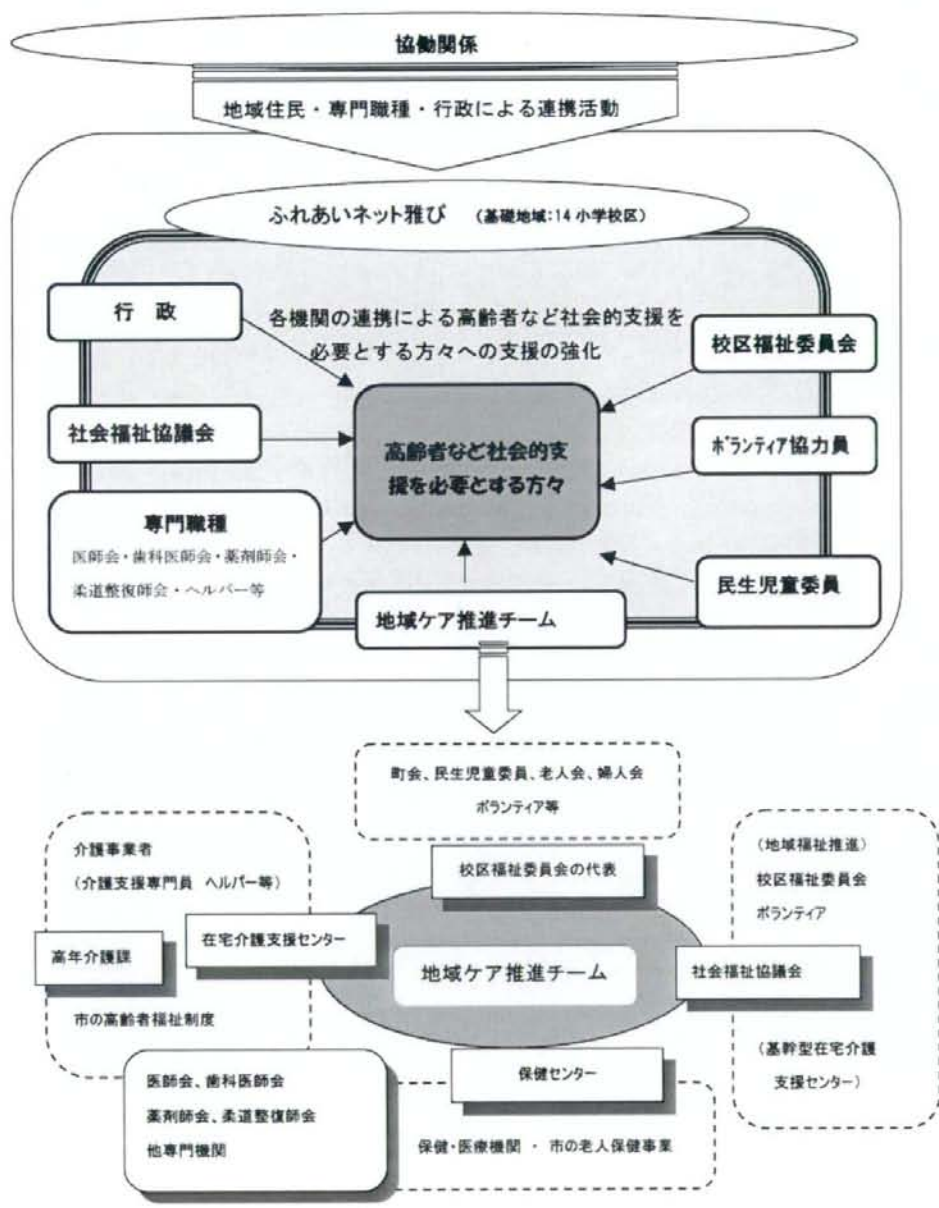 協働関係
地域住民・専門職種・行政による連携活動
ふれあいネット雅び （基礎地域:14小学校区）
行　政
各機関の連携による高齢者など社会的支援を
必要とする方々への支援の強化
校区福祉委員会
社会福祉協議会
高齢者など社会的支
援を必要とする方々
ボランティア協力員
専門職種
医師会・歯科医師会・薬剤師会・
柔道整復師会・ヘルパー等
民生児童委員
地域ケア推進チーム
町会、民生児童委員、老人会、婦人会
ボランティア等
介護事業者
（介護支援専門員 ヘルパー等）
校区福祉委員会の代表
（地域福祉推進）
校区福祉委員会
ボランティア
高年介護課
在宅介護支援センター
地域ケア推進チーム
社会福祉協議会
市の高齢者福祉制度
（基幹型在宅介護
支援センター）
医師会、歯科医師会
薬剤師会、柔道整復師会
他専門機関
保健センター
保健・医療機関 ・ 市の老人保健事業